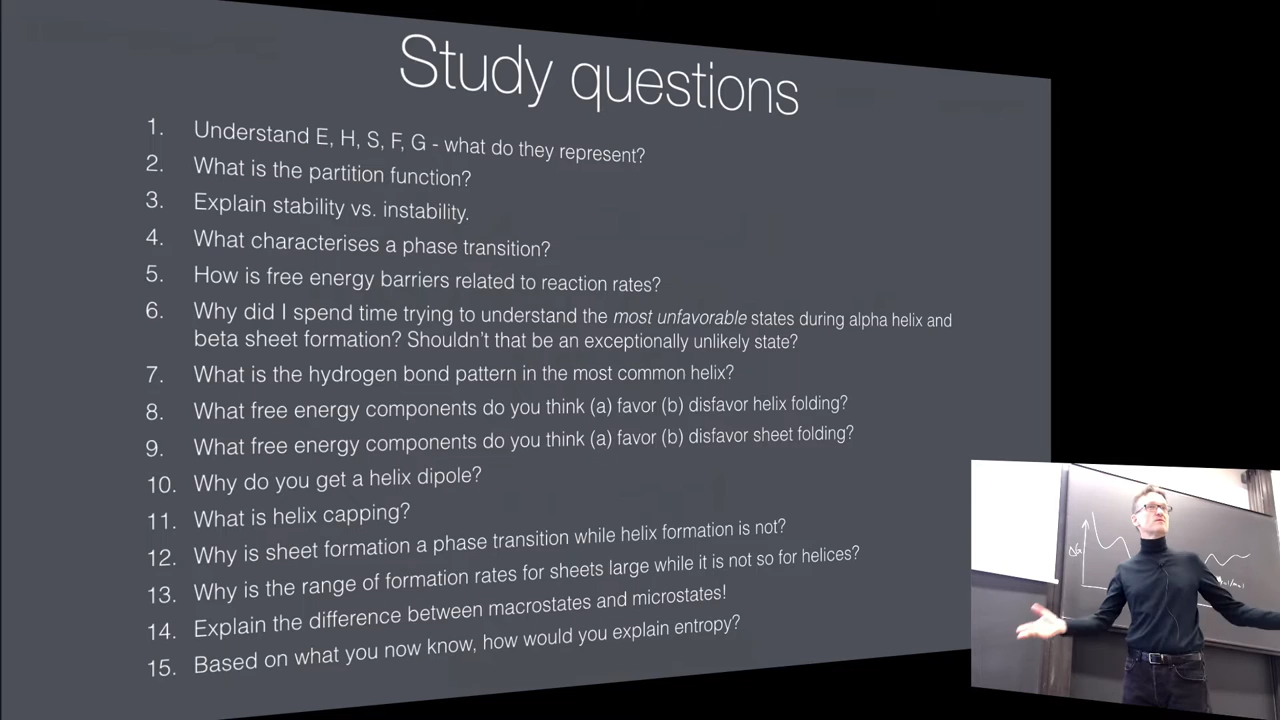 Study questions
1. Understand E, H, S, F, G - what do they represent?
2. What is the partition function?
3. Explain stability vs. instability.
4. What characterises a phase transition?
5. How is free energy barriers related to reaction rates?
6. Why did I spend time trying to understand the most unfavorable states during alpha helix and
beta sheet formation? Shouldn't that be an exceptionally unlikely state?
7. What is the hydrogen bond pattern in the most common helix?
8. What free energy components do you think (a) favor (b) disfavor helix folding?
9. What free energy components do you think (a) favor (b) disfavor sheet folding?
10. Why do you get a helix dipole?
11. What is helix capping?
12. Why is sheet formation a phase transition while helix formation is not?
13. Why is the range of formation rates for sheets large while it is not so for helices?
14. Explain the difference between macrostates and microstates!
15. Based on what you now know, how would you explain entropy?